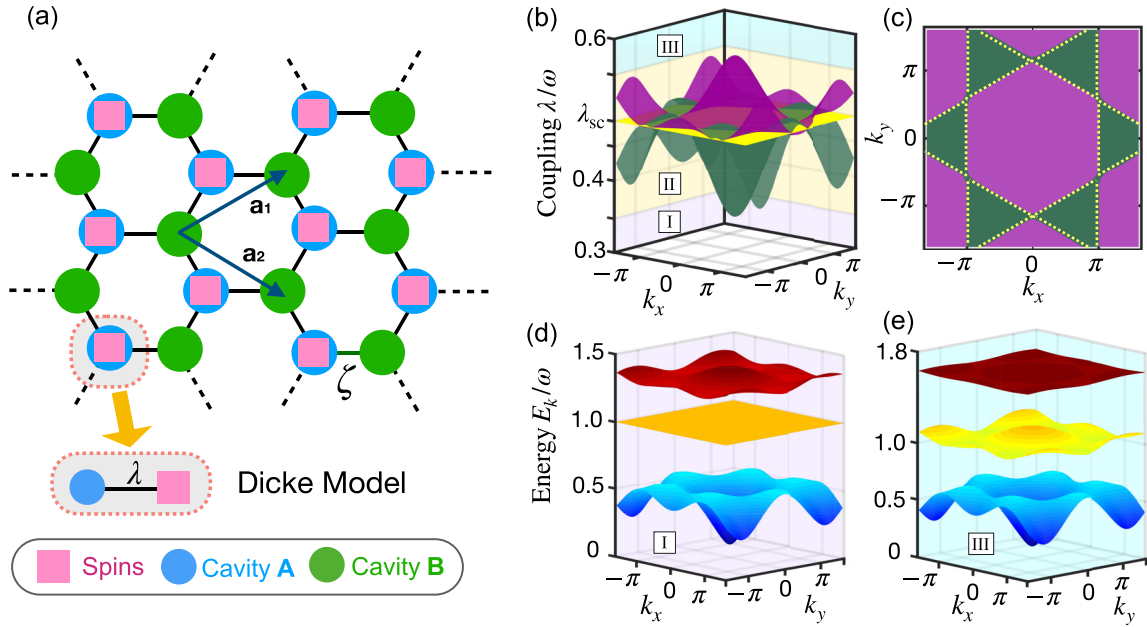 (a)
a₁
a₂
ζ
λ
Dicke Model
Spins
Cavity A
Cavity B
(b)
Coupling λ/ω
0.6
λsc
0.4
0.3
III
II
I
−π
0
π
kx
−π
0
π
ky
(c)
ky
π
0
−π
−π
0
π
kx
(d)
Energy Ek/ω
1.5
1.0
0.5
0
I
−π
0
π
kx
−π
0
π
ky
(e)
1.8
1.0
0.5
0
III
−π
0
π
kx
−π
0
π
ky